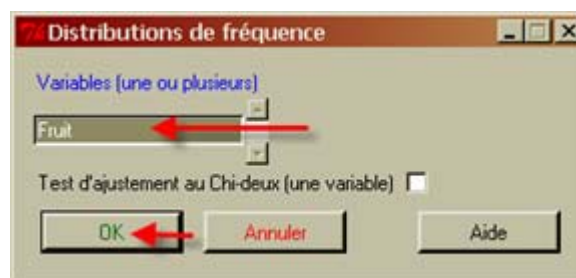 Distributions de fréquence
Variables (une ou plusieurs)
Fruit
Test d'ajustement au Chi-deux (une variable)
OK Annuler Aide